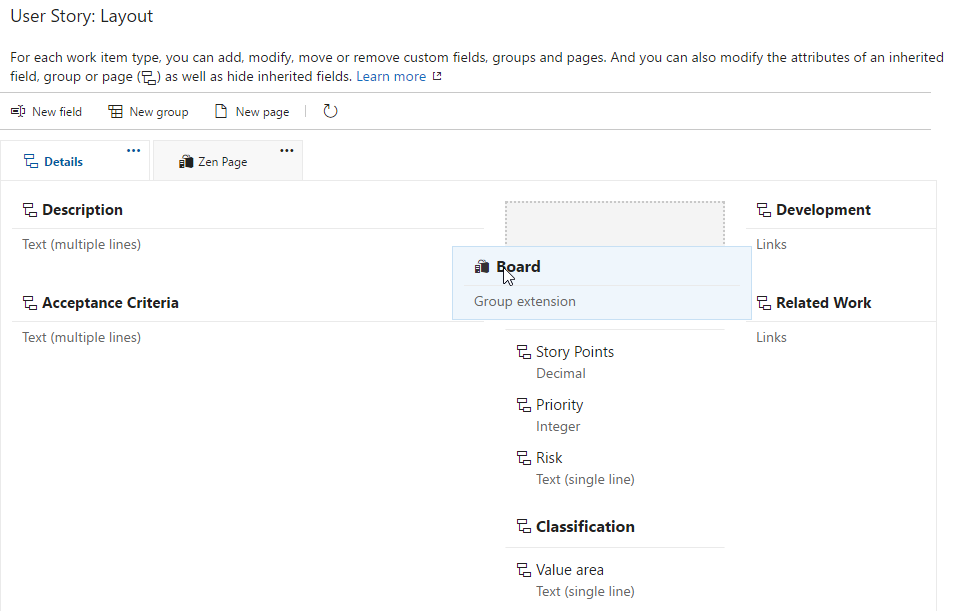 User Story: Layout
For each work item type, you can add, modify, move or remove custom fields, groups and pages. And you can also modify the attributes of an inherited
field, group or page ( ) as well as hide inherited fields. Learn more
New field New group New page
Details ... Zen Page ...
Description
Text (multiple lines)
Acceptance Criteria
Text (multiple lines)
Board
Group extension
Story Points
Decimal
Priority
Integer
Risk
Text (single line)
Classification
Value area
Text (single line)
Development
Links
Related Work
Links